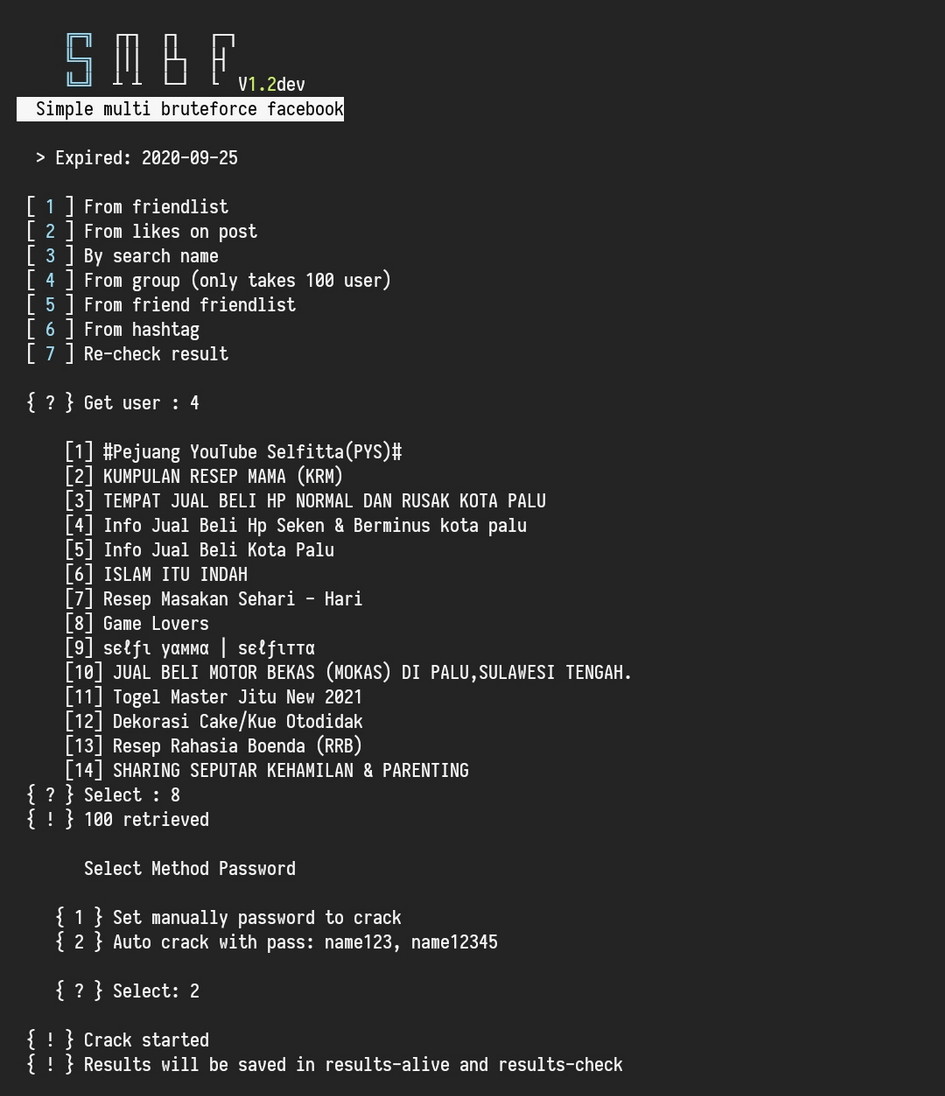 SMBF V1.2dev
Simple multi bruteforce facebook
> Expired: 2020-09-25
[ 1 ] From friendlist
[ 2 ] From likes on post
[ 3 ] By search name
[ 4 ] From group (only takes 100 user)
[ 5 ] From friend friendlist
[ 6 ] From hashtag
[ 7 ] Re-check result
{ ? } Get user : 4
[1] #Pejuang YouTube Selfitta(PYS)#
[2] KUMPULAN RESEP MAMA (KRM)
[3] TEMPAT JUAL BELI HP NORMAL DAN RUSAK KOTA PALU
[4] Info Jual Beli Hp Seken & Berminus kota palu
[5] Info Jual Beli Kota Palu
[6] ISLAM ITU INDAH
[7] Resep Masakan Sehari - Hari
[8] Game Lovers
[9] ѕєℓfι уαммα | ѕєℓfιттα
[10] JUAL BELI MOTOR BEKAS (MOKAS) DI PALU,SULAWESI TENGAH.
[11] Togel Master Jitu New 2021
[12] Dekorasi Cake/Kue Otodidak
[13] Resep Rahasia Boenda (RRB)
[14] SHARING SEPUTAR KEHAMILAN & PARENTING
{ ? } Select : 8
{ ! } 100 retrieved
Select Method Password
{ 1 } Set manually password to crack
{ 2 } Auto crack with pass: name123, name12345
{ ? } Select: 2
{ ! } Crack started
{ ! } Results will be saved in results-alive and results-check